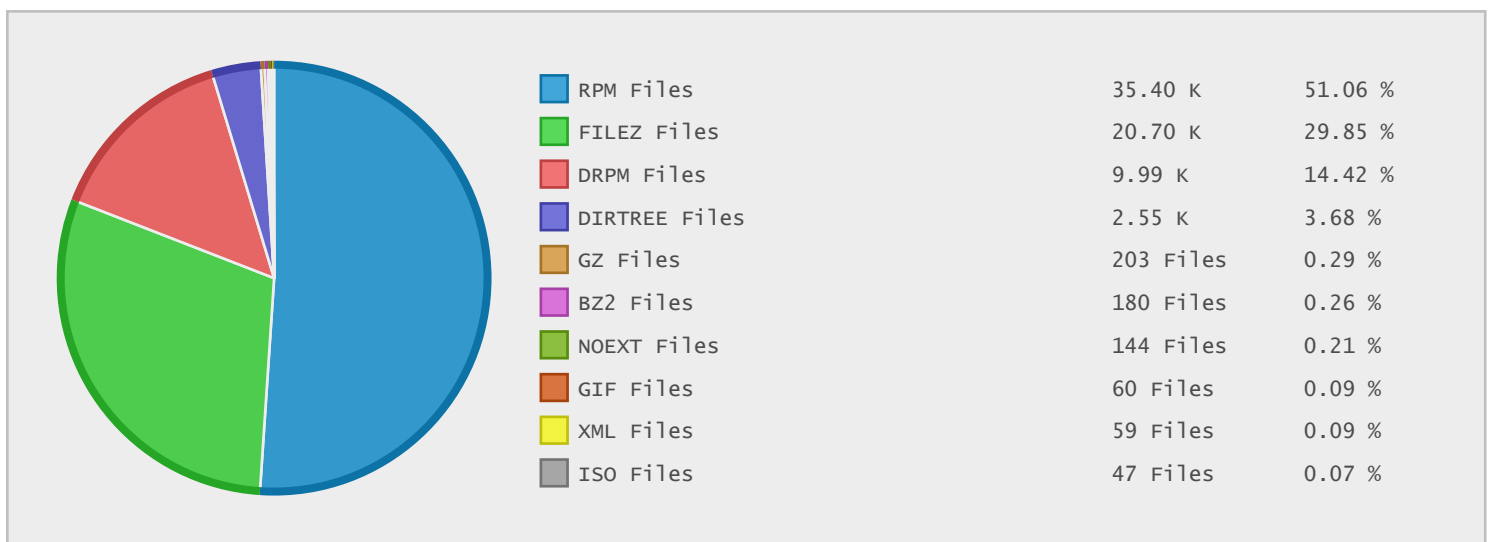 RPM Files 35.40 K 51.06 %
FILEZ Files 20.70 K 29.85 %
DRPM Files 9.99 K 14.42 %
DIRTREE Files 2.55 K 3.68 %
GZ Files 203 Files 0.29 %
BZ2 Files 180 Files 0.26 %
NOEXT Files 144 Files 0.21 %
GIF Files 60 Files 0.09 %
XML Files 59 Files 0.09 %
ISO Files 47 Files 0.07 %